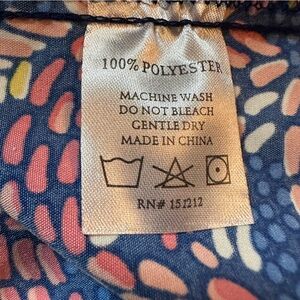 100% POLYESTER
MACHINE WASH
DO NOT BLEACH
GENTLE DRY
MADE IN CHINA
RN# 151212